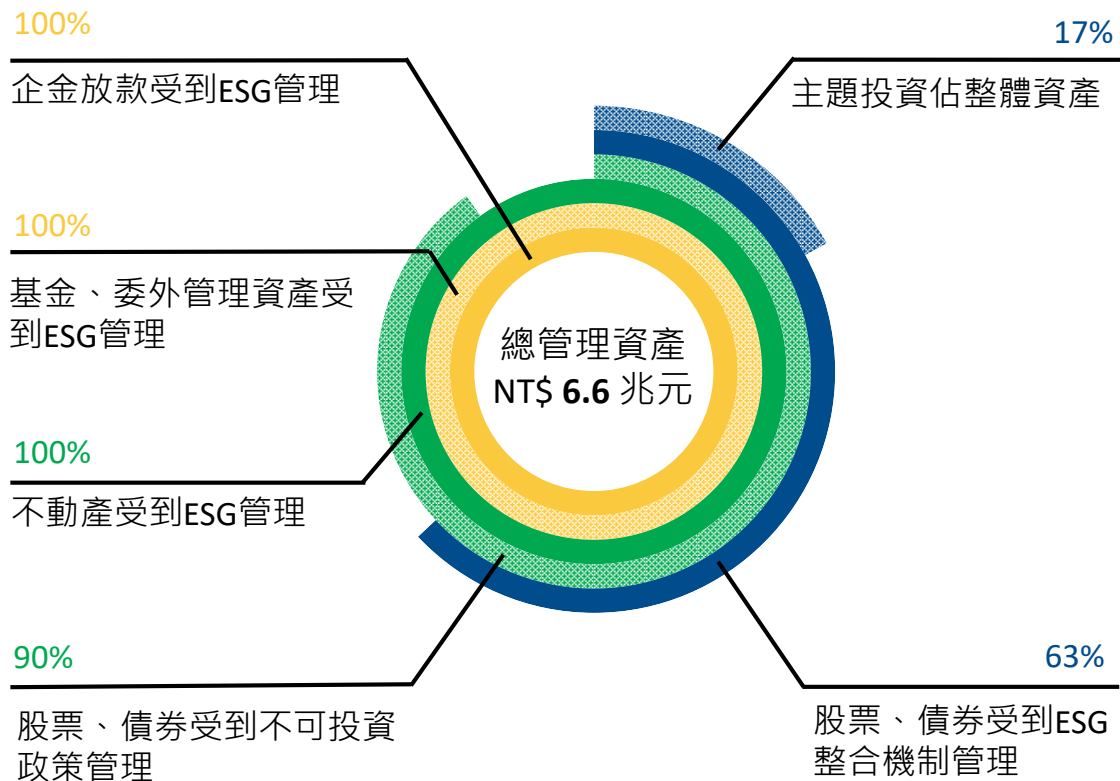 100%
企金放款受到ESG管理
17%
主題投資佔整體資產
100%
基金、委外管理資產受
到ESG管理
總管理資產
NT$ 6.6 兆元
100%
不動產受到ESG管理
90%
股票、債券受到不可投資
政策管理
63%
股票、債券受到ESG
整合機制管理